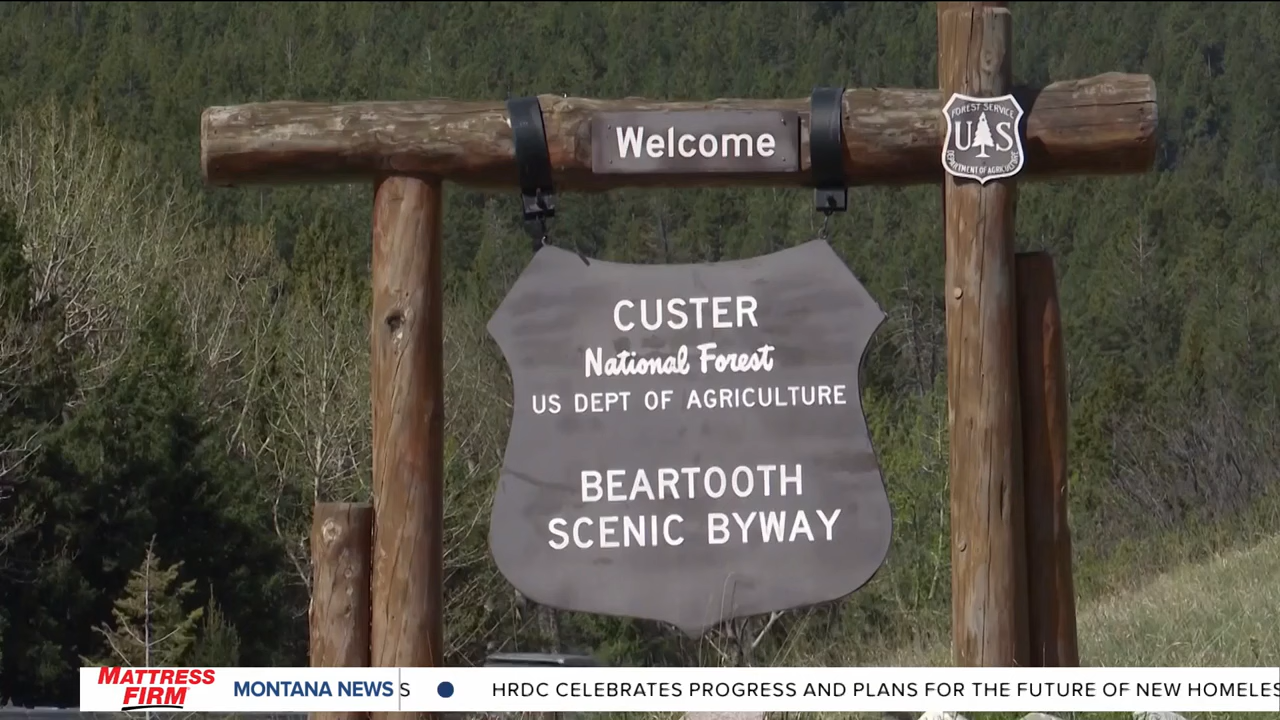 Welcome
FOREST SERVICE
U S
DEPARTMENT OF AGRICULTURE
CUSTER
National Forest
US DEPT OF AGRICULTURE
BEARTOOTH
SCENIC BYWAY
MATTRESS
FIRM
MONTANA NEWS
S • HRDC CELEBRATES PROGRESS AND PLANS FOR THE FUTURE OF NEW HOMELES